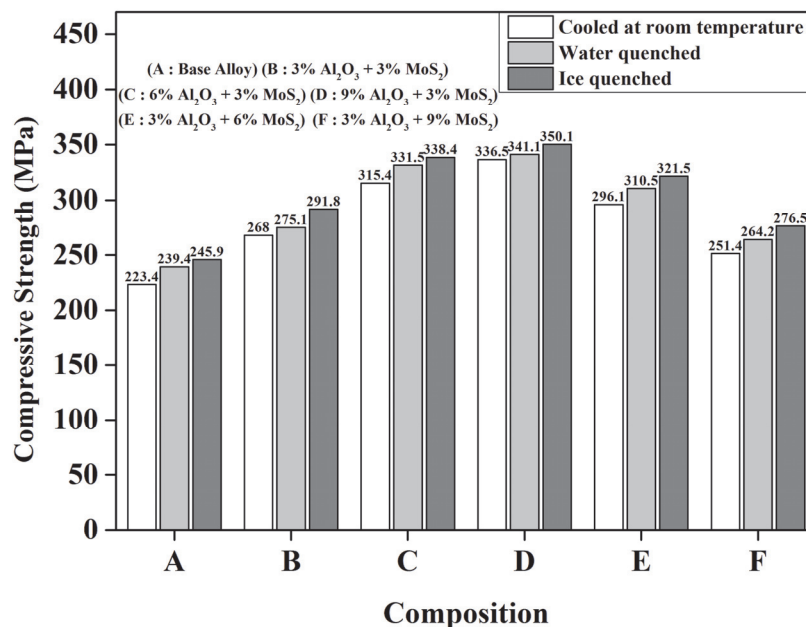 450
400
350
300
250
200
150
100
50
0
Compressive Strength (MPa)
(A : Base Alloy) (B : 3% Al₂O₃ + 3% MoS₂)
(C : 6% Al₂O₃ + 3% MoS₂) (D : 9% Al₂O₃ + 3% MoS₂)
(E : 3% Al₂O₃ + 6% MoS₂) (F : 3% Al₂O₃ + 9% MoS₂)
Cooled at room temperature
Water quenched
Ice quenched
223.4 239.4 245.9
268 275.1 291.8
315.4 331.5 338.4
336.5 341.1 350.1
296.1 310.5 321.5
251.4 264.2 276.5
A B C D E F
Composition